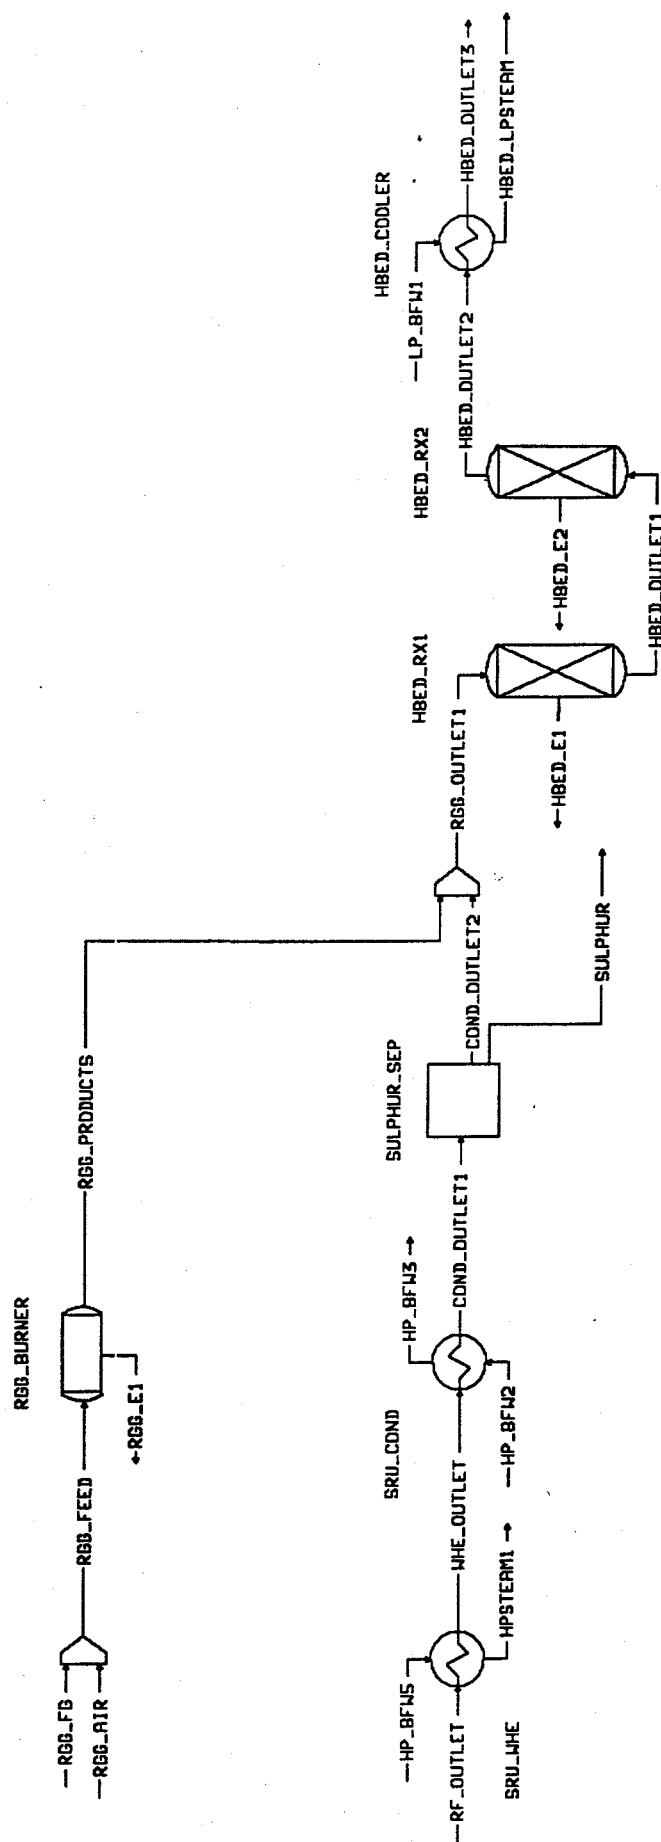 RGG_BURNER
RGG_FG
RGG_AIR
RGG_FEED
RGG_E1
RGG_PRODUCTS
HP_BFW5
RF_OUTLET
SRU_WHE
HPSTEAM1
WHE_OUTLET
SRU_COND
HP_BFW2
HP_BFW3
COND_OUTLET1
SULPHUR_SEP
COND_OUTLET2
SULPHUR
RGG_OUTLET1
HBED_RX1
HBED_E1
HBED_OUTLET1
HBED_RX2
HBED_E2
HBED_OUTLET2
LP_BFW1
HBED_COOLER
HBED_OUTLET3
HBED_LPSTEAM